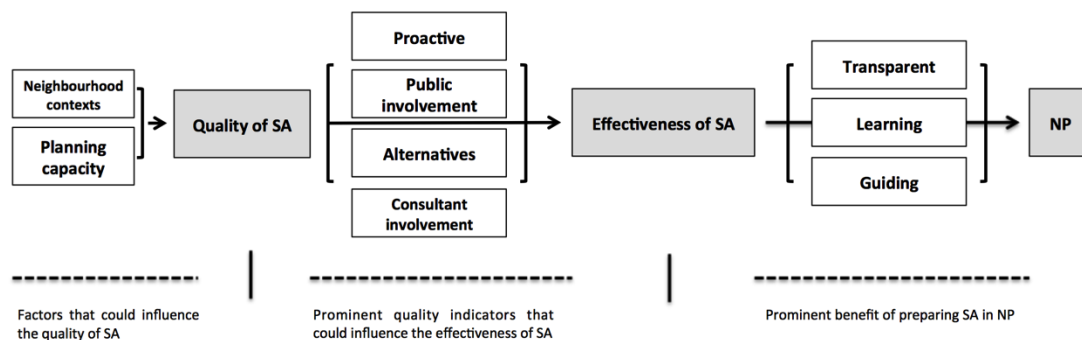 Neighbourhood
contexts
Planning
capacity
Quality of SA
Proactive
Public
involvement
Alternatives
Consultant
involvement
Effectiveness of SA
Transparent
Learning
Guiding
NP
Factors that could influence
the quality of SA
Prominent quality indicators that
could influence the effectiveness of SA
Prominent benefit of preparing SA in NP